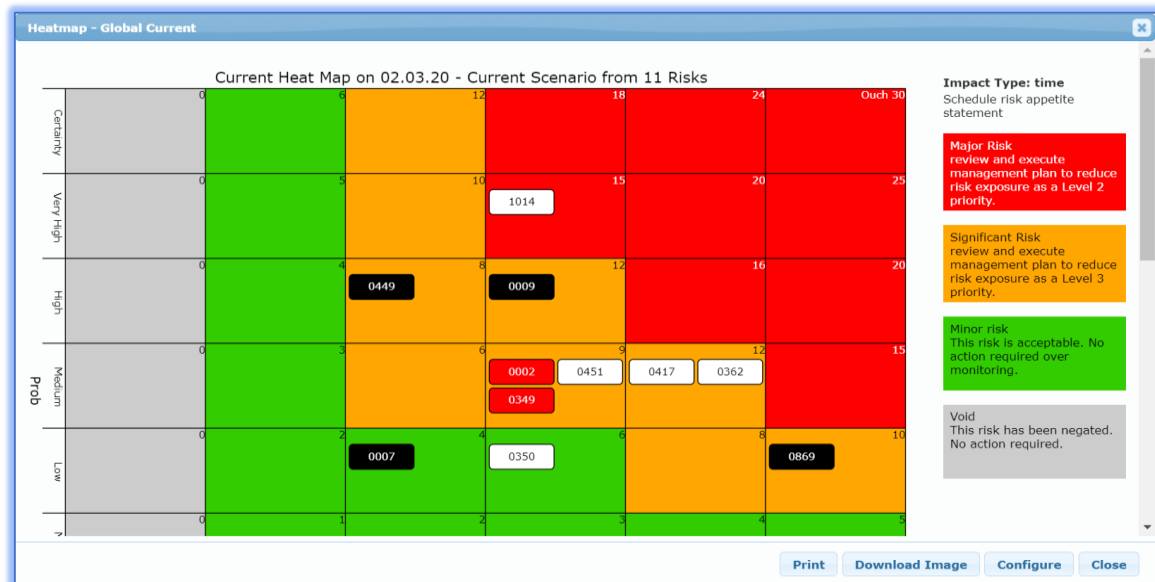 Heatmap - Global Current
Current Heat Map on 02.03.20 - Current Scenario from 11 Risks
Prob
Certainty
0 6 12 18 24 Ouch 30
Very High
0 5 10 15 20 25
1014
High
0 4 8 12 16 20
0449 0009
Medium
0 3 6 9 12 15
0002 0451 0417 0362
0349
Low
0 2 4 6 8 10
0007 0350 0869
0 1 2 3 4 5
Impact Type: time
Schedule risk appetite
statement
Major Risk
review and execute
management plan to reduce
risk exposure as a Level 2
priority.
Significant Risk
review and execute
management plan to reduce
risk exposure as a Level 3
priority.
Minor risk
This risk is acceptable. No
action required over
monitoring.
Void
This risk has been negated.
No action required.
Print Download Image Configure Close